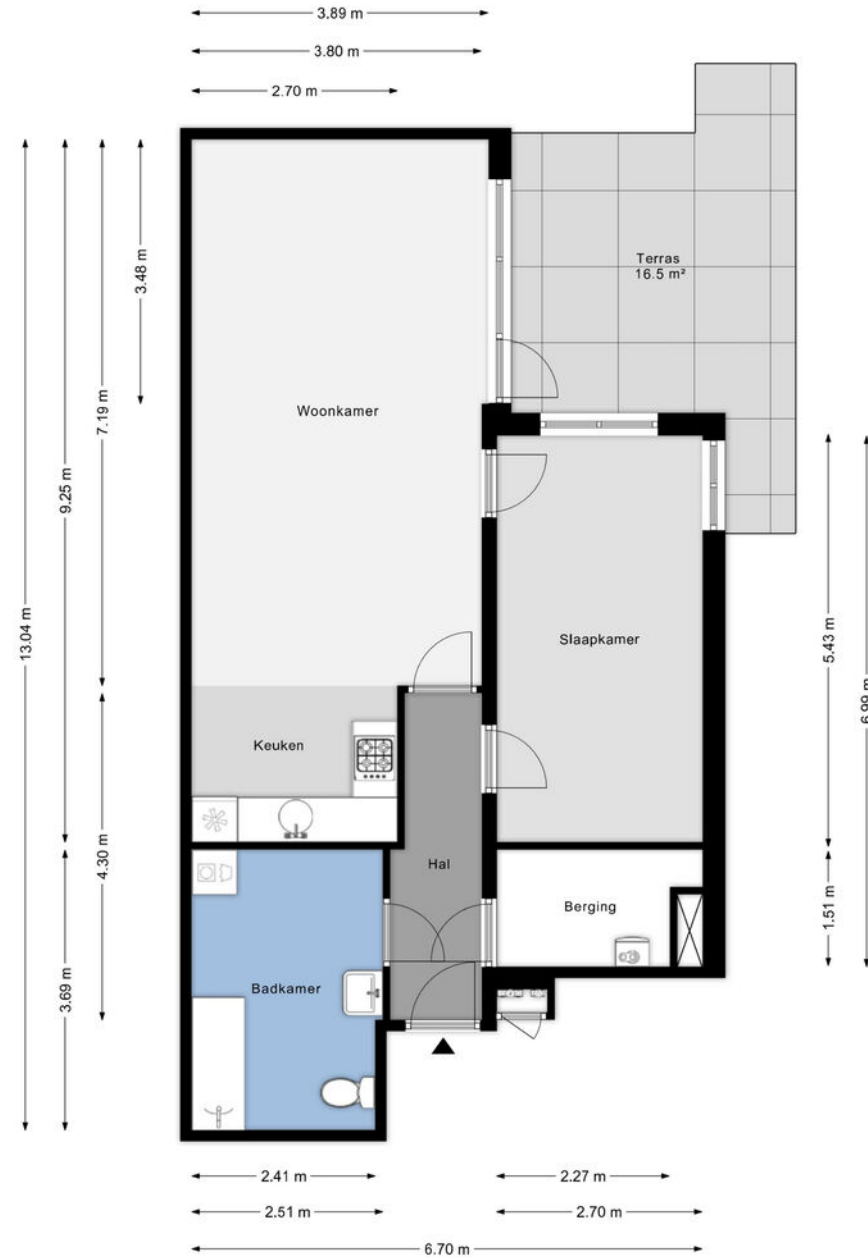 3.89 m
3.80 m
2.70 m
3.48 m
7.19 m
9.25 m
13.04 m
Terras
16.5 m²
Woonkamer
Slaapkamer
5.43 m
6.99 m
Keuken
4.30 m
Hal
Berging
1.51 m
Badkamer
3.69 m
2.41 m
2.27 m
2.51 m
2.70 m
6.70 m